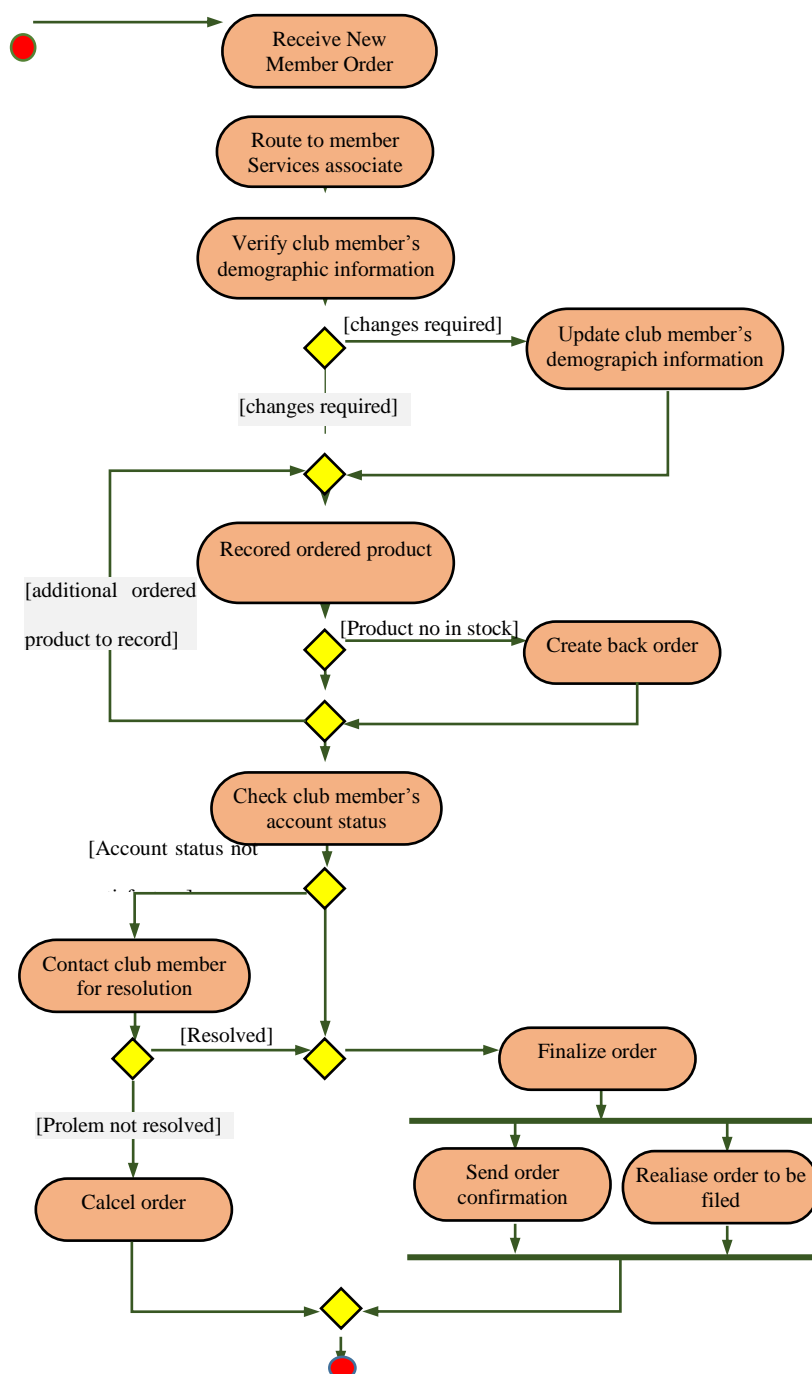 Receive New
Member Order
Route to member
Services associate
Verify club member's
demographic information
[changes required]
Update club member's
demograpich information
[changes required]
Recored ordered product
[additional ordered
product to record]
[Product no in stock]
Create back order
Check club member's
account status
[Account status not
Contact club member
for resolution
[Resolved]
Finalize order
[Prolem not resolved]
Send order
confirmation
Realiase order to be
filed
Calcel order